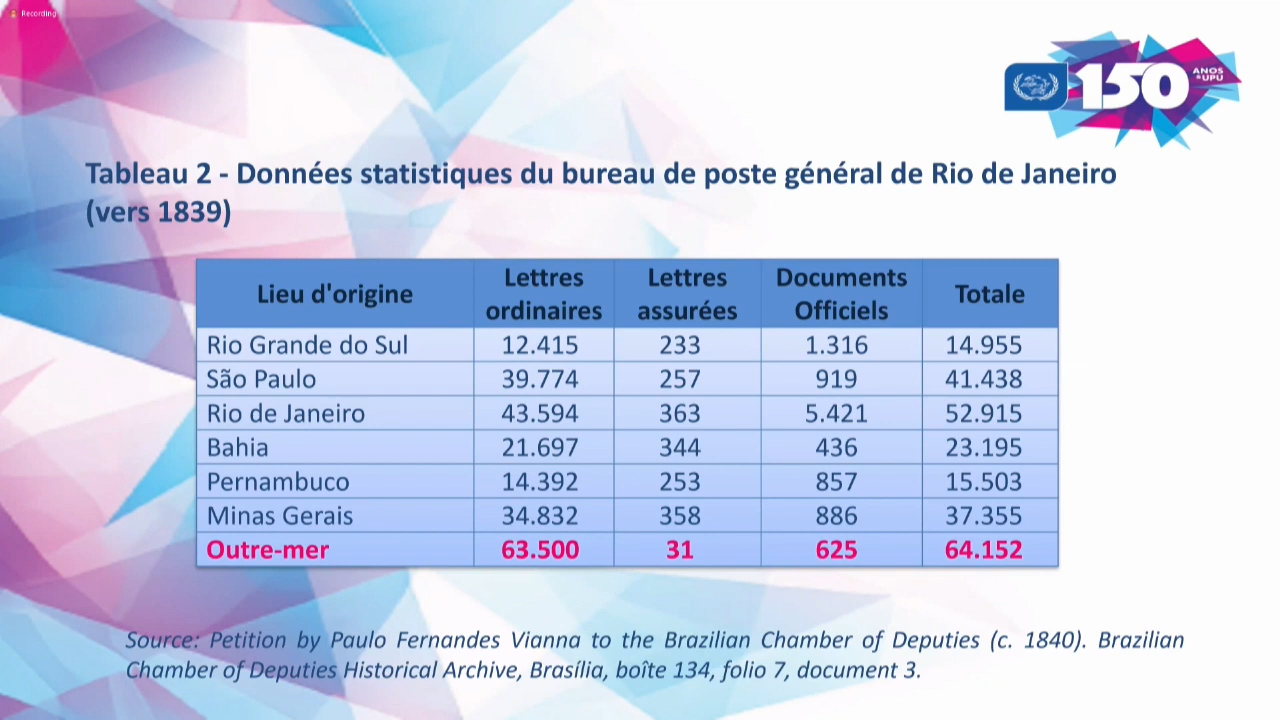 Recording
150 ANOS
DA UPU
Tableau 2 - Données statistiques du bureau de poste général de Rio de Janeiro
(vers 1839)
Lieu d'origine Lettres ordinaires Lettres assurées Documents Officiels Totale
Rio Grande do Sul 12.415 233 1.316 14.955
São Paulo 39.774 257 919 41.438
Rio de Janeiro 43.594 363 5.421 52.915
Bahia 21.697 344 436 23.195
Pernambuco 14.392 253 857 15.503
Minas Gerais 34.832 358 886 37.355
Outre-mer 63.500 31 625 64.152
Source: Petition by Paulo Fernandes Vianna to the Brazilian Chamber of Deputies (c. 1840). Brazilian
Chamber of Deputies Historical Archive, Brasília, boîte 134, folio 7, document 3.